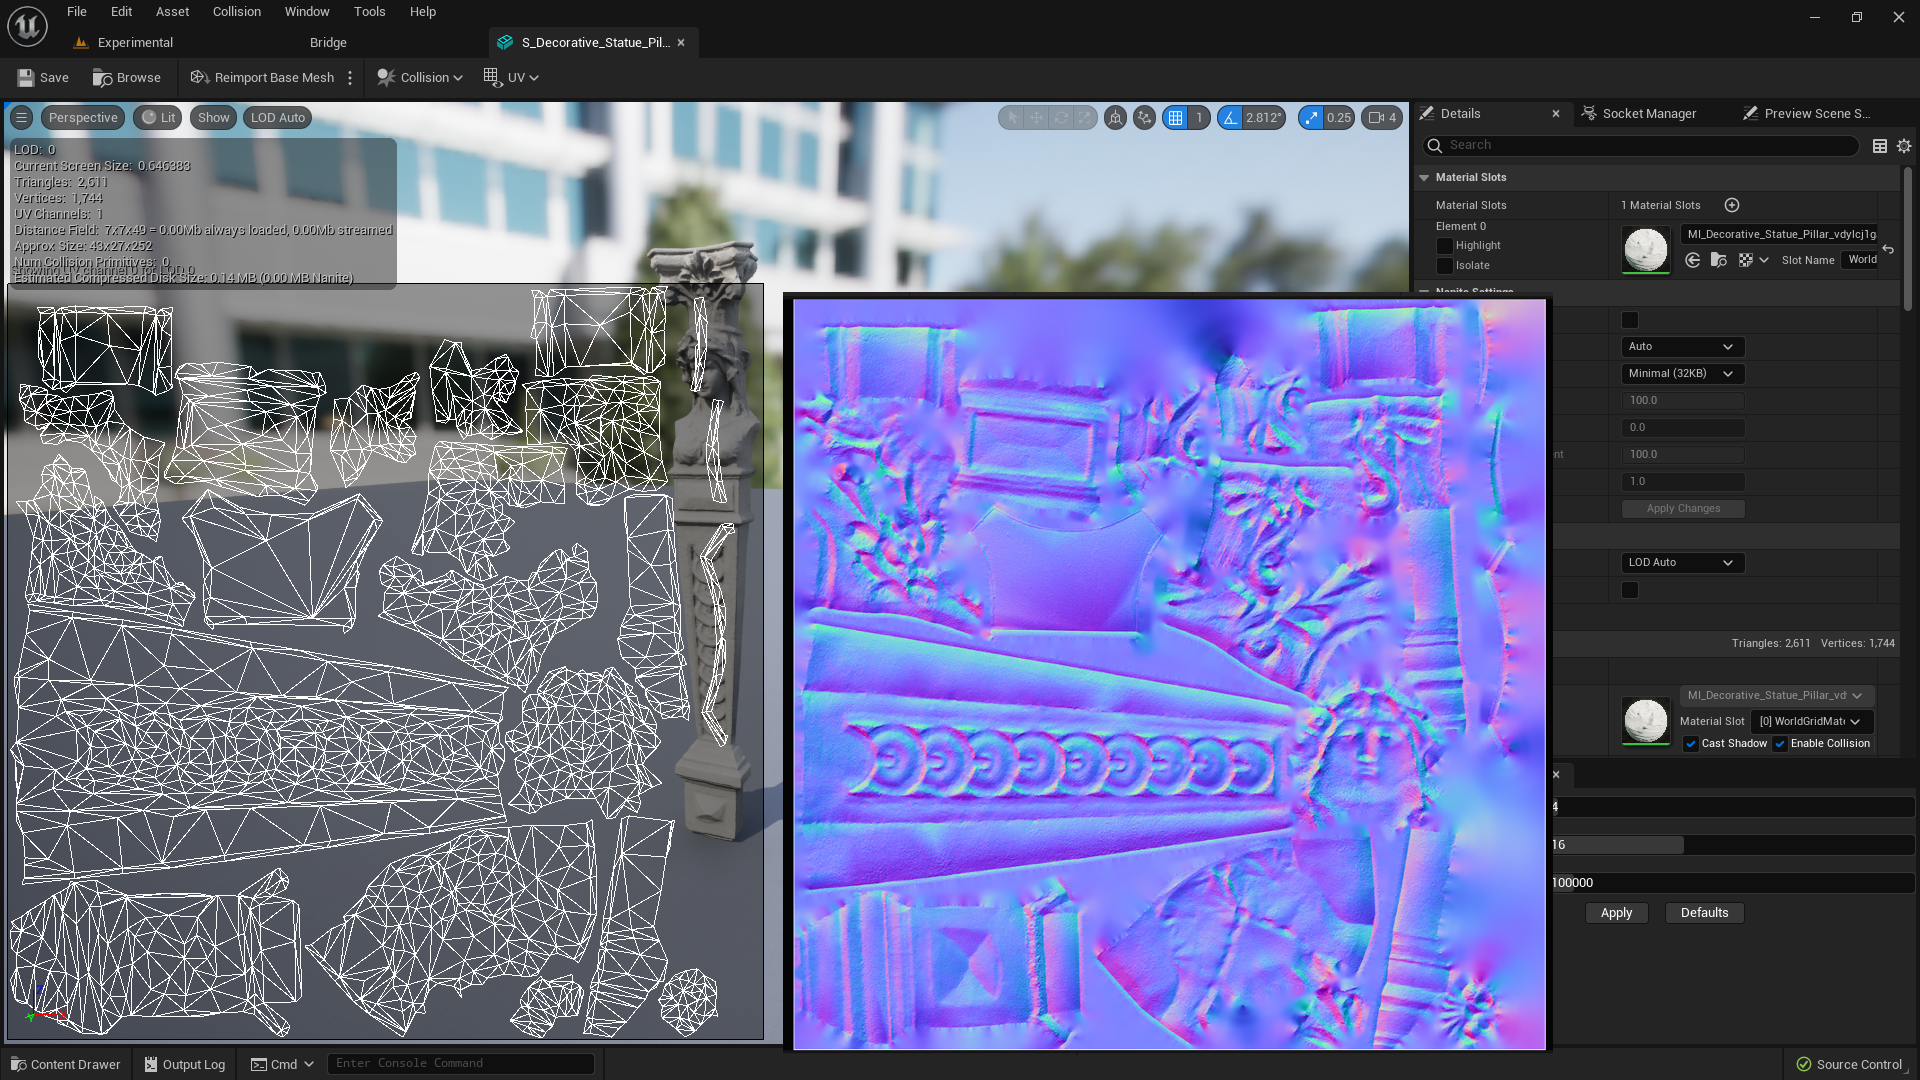 File Edit Asset Collision Window Tools Help
Experimental
Bridge
S_Decorative_Statue_Pil...
Save
Browse
Reimport Base Mesh
Collision
UV
Perspective
Lit
Show
LOD Auto
1
2.812°
0.25
4
LOD: 0
Current Screen Size: 0.646383
Triangles: 2,611
Vertices: 1,744
UV Channels: 1
Distance Field: 7x7x49 = 0.00Mb always loaded, 0.00Mb streamed
Approx Size: 43x27x252
Num Collision Primitives: 0
Showing UV channel 0 for LOD 0
Estimated Compressed Disk Size: 0.14 MB (0.00 MB Nanite)
Details
Socket Manager
Preview Scene S...
Search
Material Slots
Material Slots
1 Material Slots
Element 0
Highlight
Isolate
MI_Decorative_Statue_Pillar_vdylcj1g
Slot Name
World
Nanite Settings
Auto
Minimal (32KB)
100.0
0.0
nt
100.0
1.0
Apply Changes
LOD Auto
Triangles: 2,611 Vertices: 1,744
MI_Decorative_Statue_Pillar_vd
Material Slot
[0] WorldGridMate
Cast Shadow
Enable Collision
4
16
100000
Apply
Defaults
Content Drawer
Output Log
Cmd
Enter Console Command
Source Control